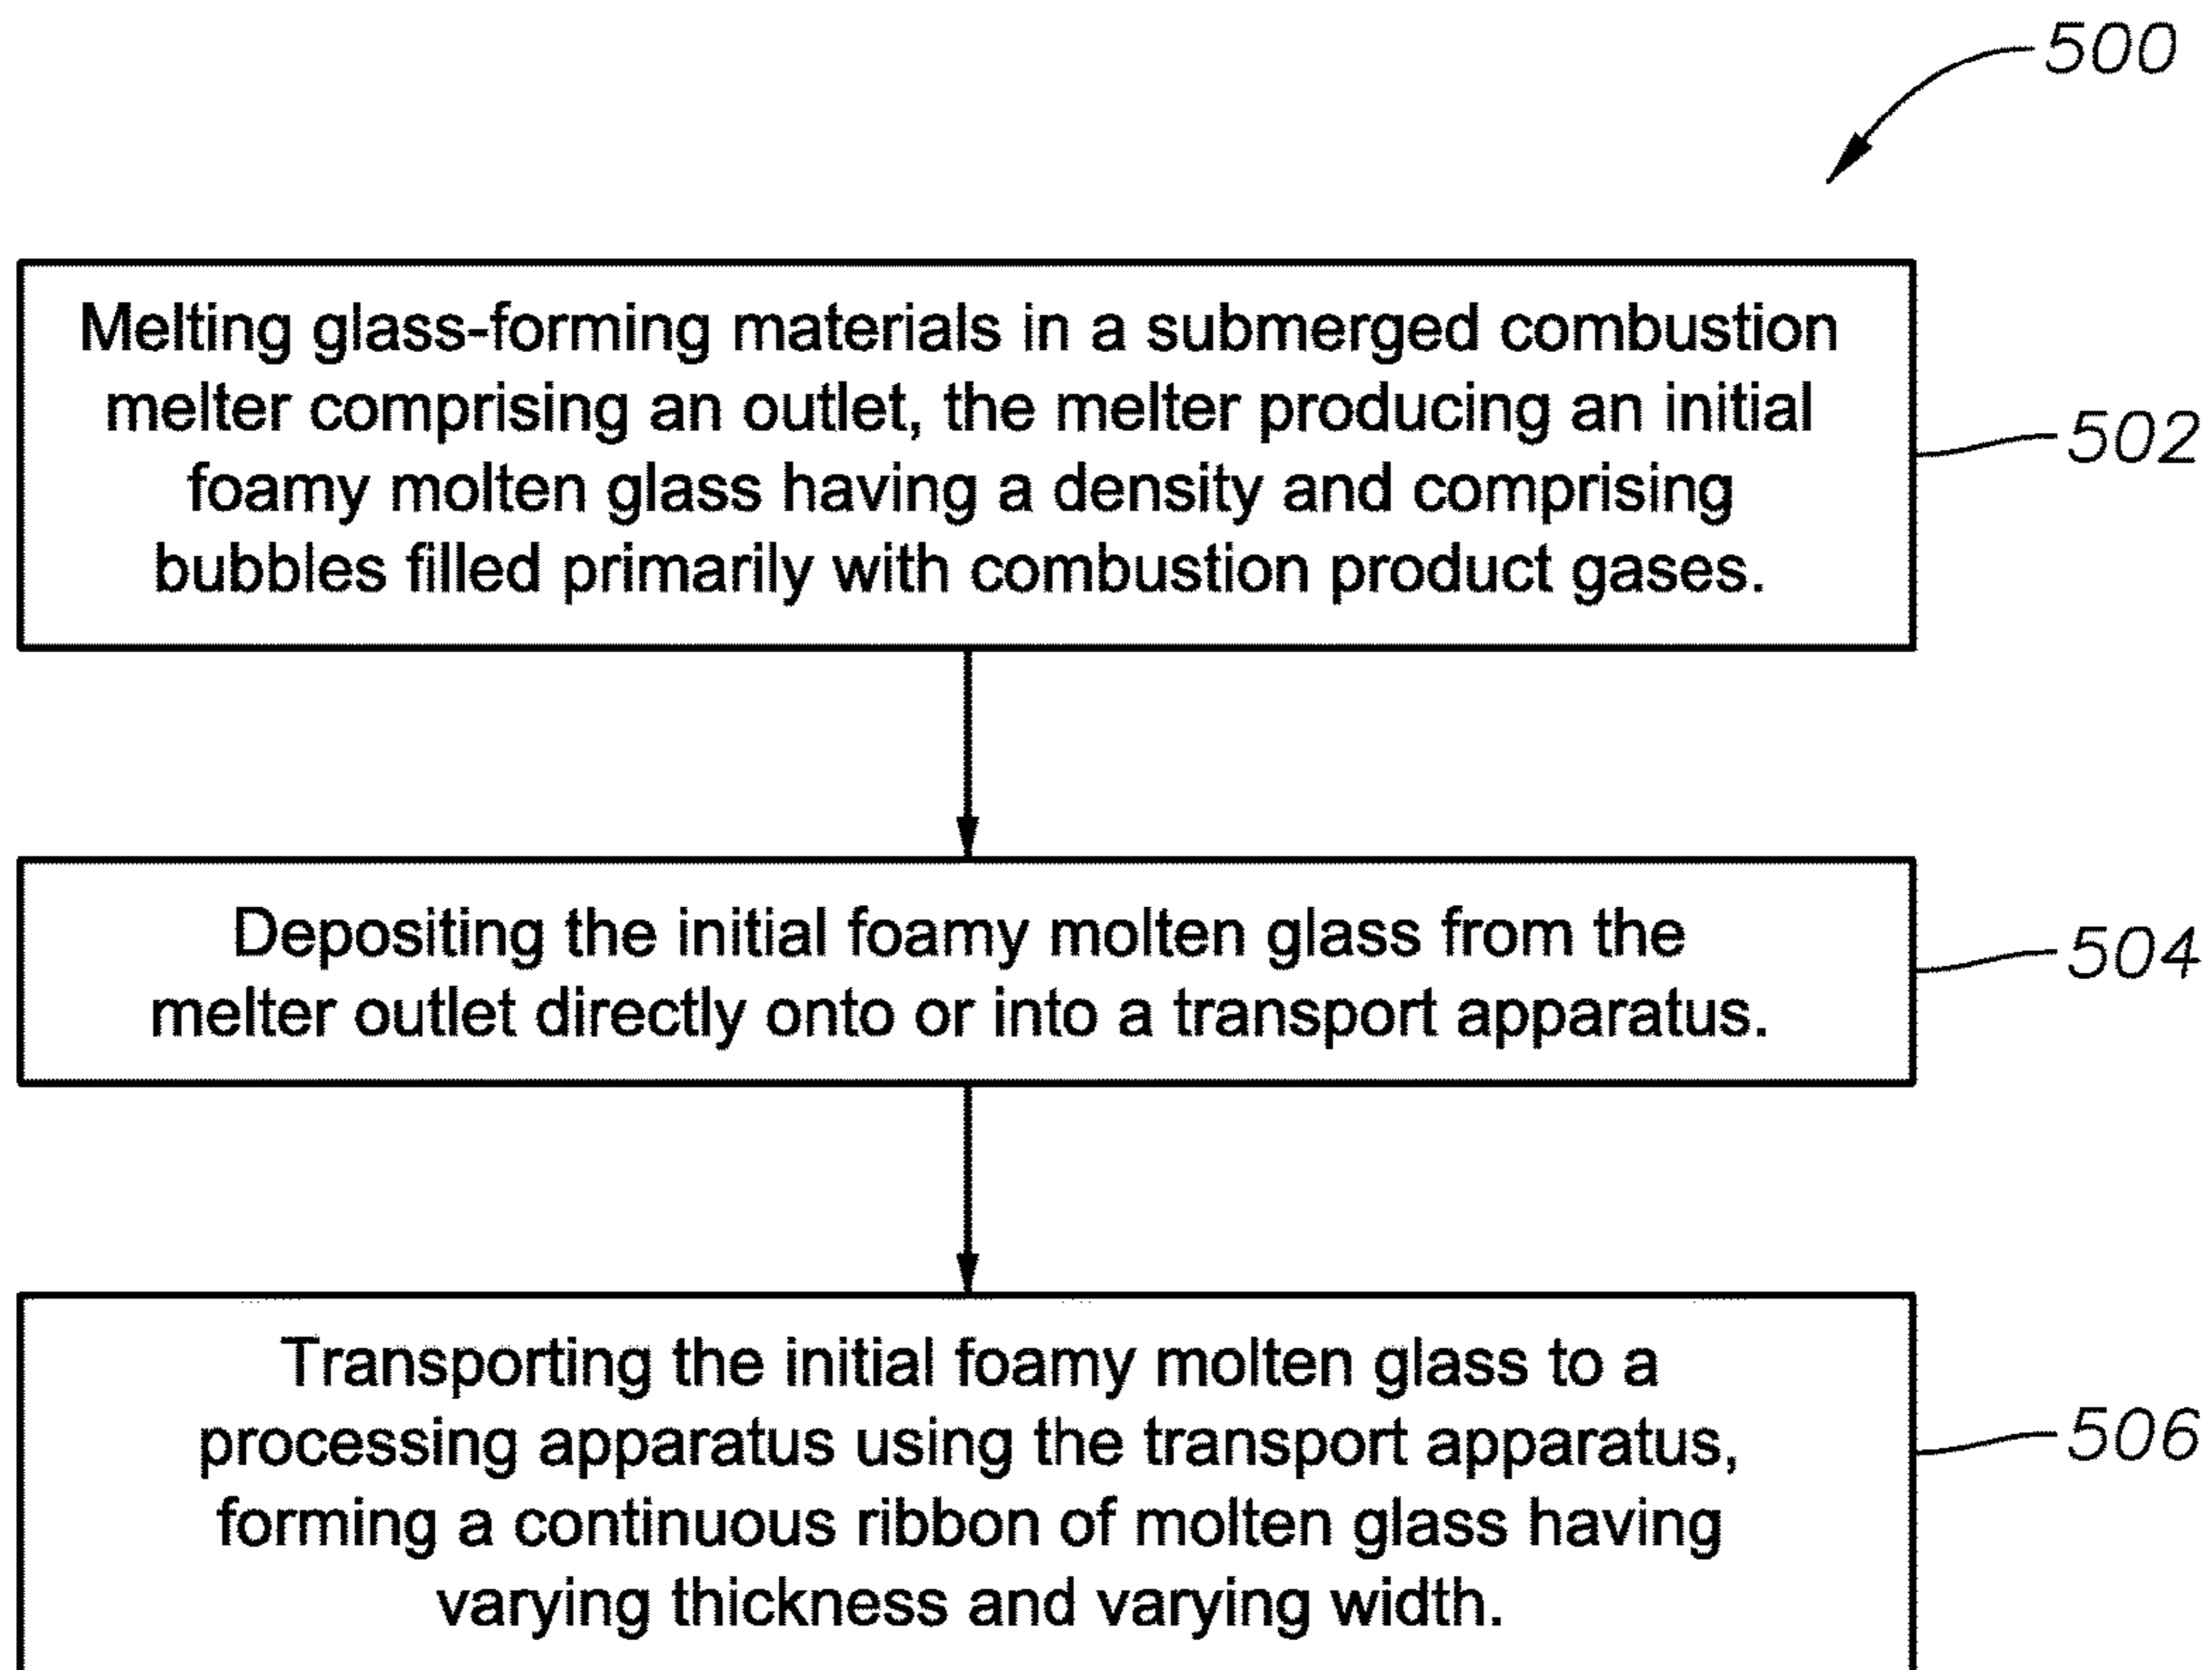 500
Melting glass-forming materials in a submerged combustion
melter comprising an outlet, the melter producing an initial
foamy molten glass having a density and comprising
bubbles filled primarily with combustion product gases.
502
Depositing the initial foamy molten glass from the
melter outlet directly onto or into a transport apparatus.
504
Transporting the initial foamy molten glass to a
processing apparatus using the transport apparatus,
forming a continuous ribbon of molten glass having
varying thickness and varying width.
506